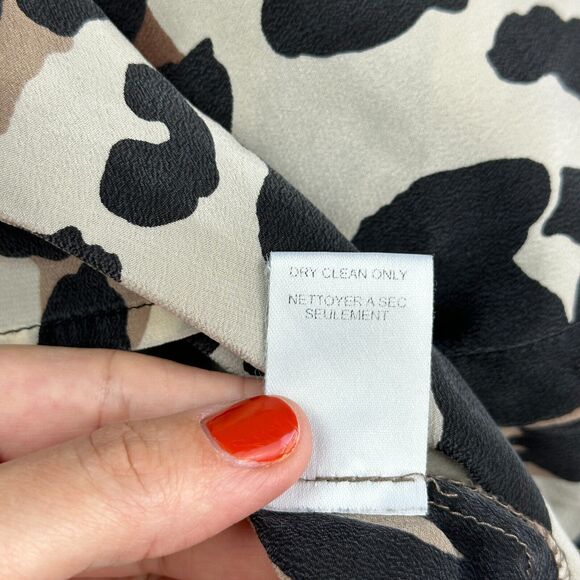 DRY CLEAN ONLY
NETTOYER A SEC
SEULEMENT